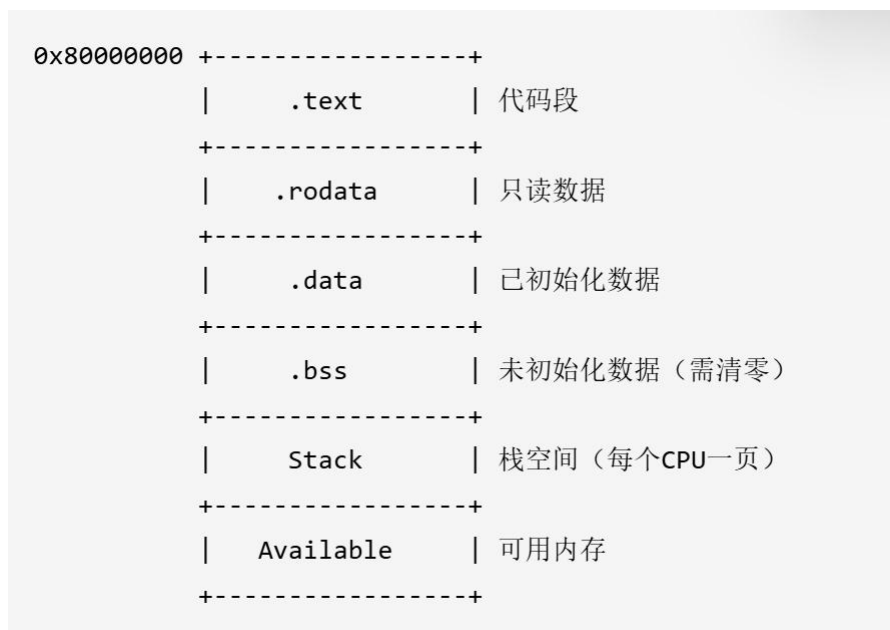 0x80000000 +-----------------+
           |      .text       | 代码段
           +-----------------+
           |     .rodata      | 只读数据
           +-----------------+
           |      .data       | 已初始化数据
           +-----------------+
           |      .bss        | 未初始化数据（需清零）
           +-----------------+
           |      Stack       | 栈空间（每个CPU一页）
           +-----------------+
           |    Available     | 可用内存
           +-----------------+